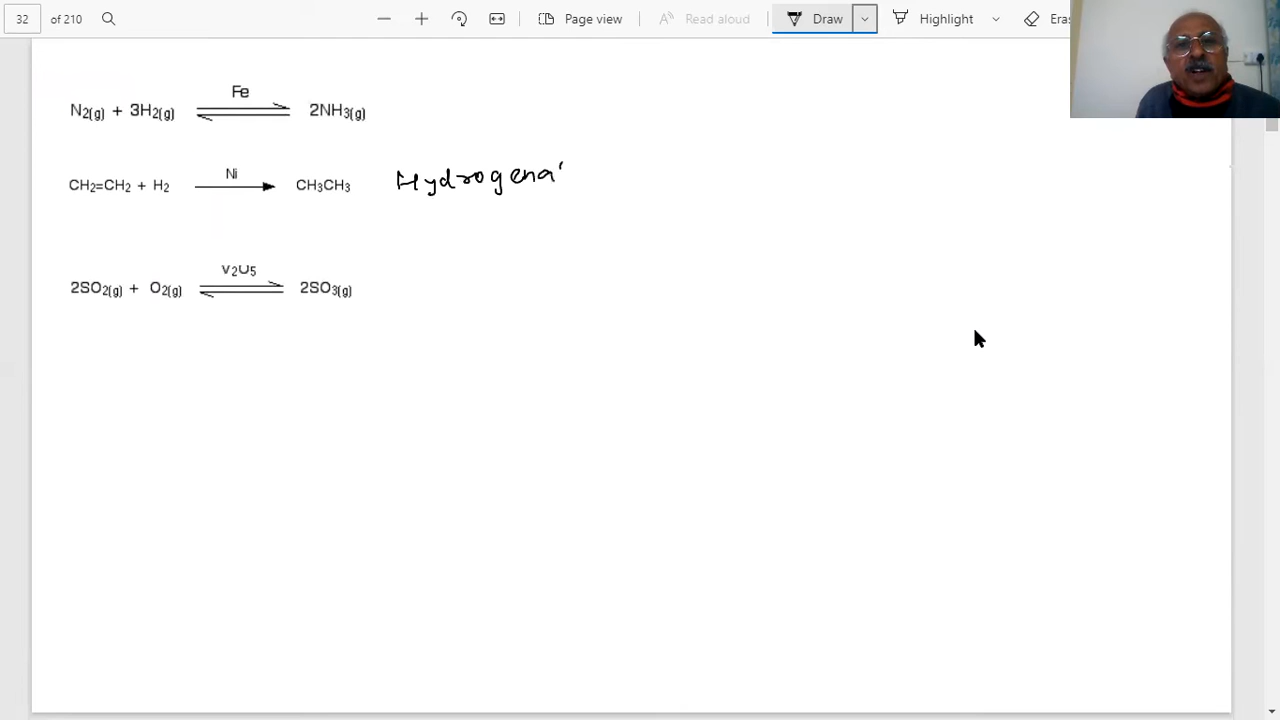 32 of 210 Page view Read aloud Draw Highlight
N2(g) + 3H2(g) Fe 2NH3(g)
CH2=CH2 + H2 Ni CH3CH3 Hydrogena
2SO2(g) + O2(g) V2O5 2SO3(g)